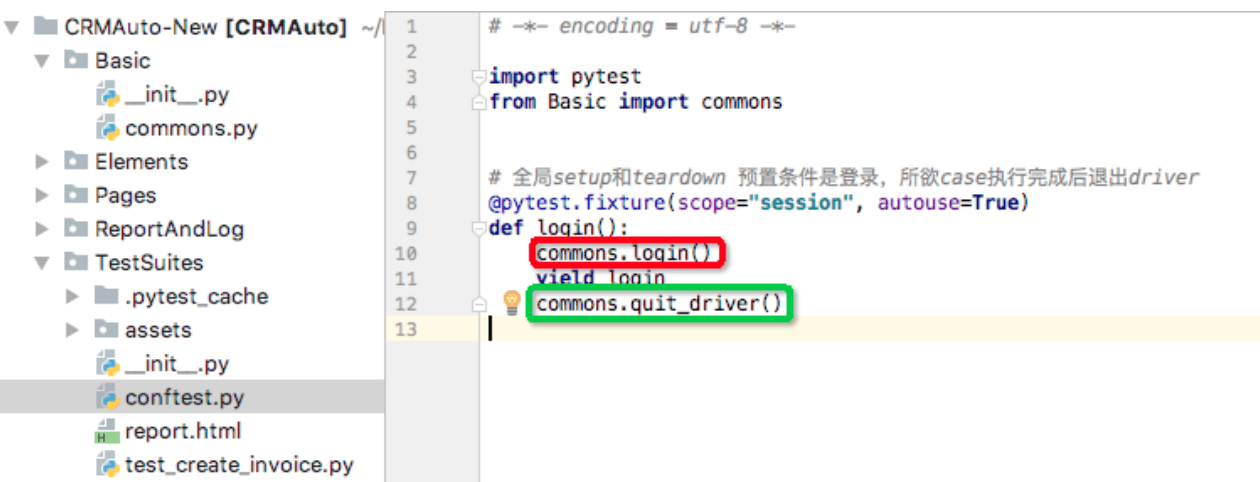 CRMAuto-New [CRMAuto] ~/
Basic
__init__.py
commons.py
Elements
Pages
ReportAndLog
TestSuites
.pytest_cache
assets
__init__.py
conftest.py
report.html
test_create_invoice.py
1 # -*- encoding = utf-8 -*-
2
3 import pytest
4 from Basic import commons
5
6
7 # 全局setup和teardown 预置条件是登录，所欲case执行完成后退出driver
8 @pytest.fixture(scope="session", autouse=True)
9 def login():
10 commons.login()
11 yield login
12 commons.quit_driver()
13